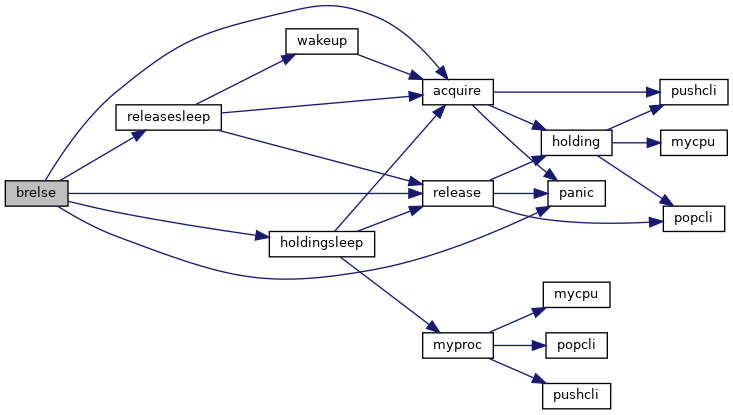 wakeup
acquire
pushcli
releasesleep
holding
mycpu
brelse
release
panic
popcli
holdingsleep
mycpu
myproc
popcli
pushcli